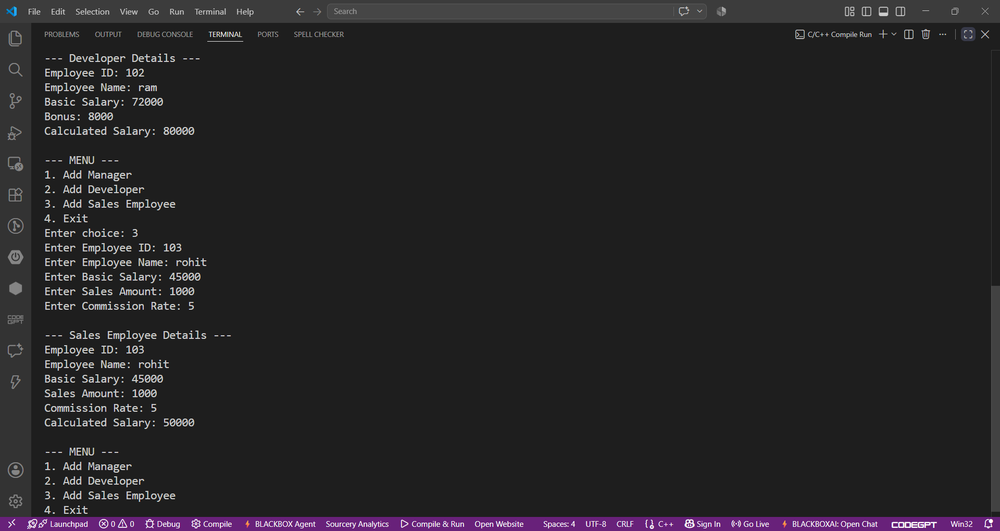 File Edit Selection View Go Run Terminal Help Search
PROBLEMS OUTPUT DEBUG CONSOLE TERMINAL PORTS SPELL CHECKER C/C++ Compile Run
--- Developer Details ---
Employee ID: 102
Employee Name: ram
Basic Salary: 72000
Bonus: 8000
Calculated Salary: 80000
--- MENU ---
1. Add Manager
2. Add Developer
3. Add Sales Employee
4. Exit
Enter choice: 3
Enter Employee ID: 103
Enter Employee Name: rohit
Enter Basic Salary: 45000
Enter Sales Amount: 1000
Enter Commission Rate: 5
--- Sales Employee Details ---
Employee ID: 103
Employee Name: rohit
Basic Salary: 45000
Sales Amount: 1000
Commission Rate: 5
Calculated Salary: 50000
--- MENU ---
1. Add Manager
2. Add Developer
3. Add Sales Employee
4. Exit
CODE
GPT
Launchpad 0 0 Debug Compile BLACKBOX Agent Sourcery Analytics Compile & Run Open Website Spaces: 4 UTF-8 CRLF {} C++ Sign In Go Live BLACKBOXAI: Open Chat CODEGPT Win32